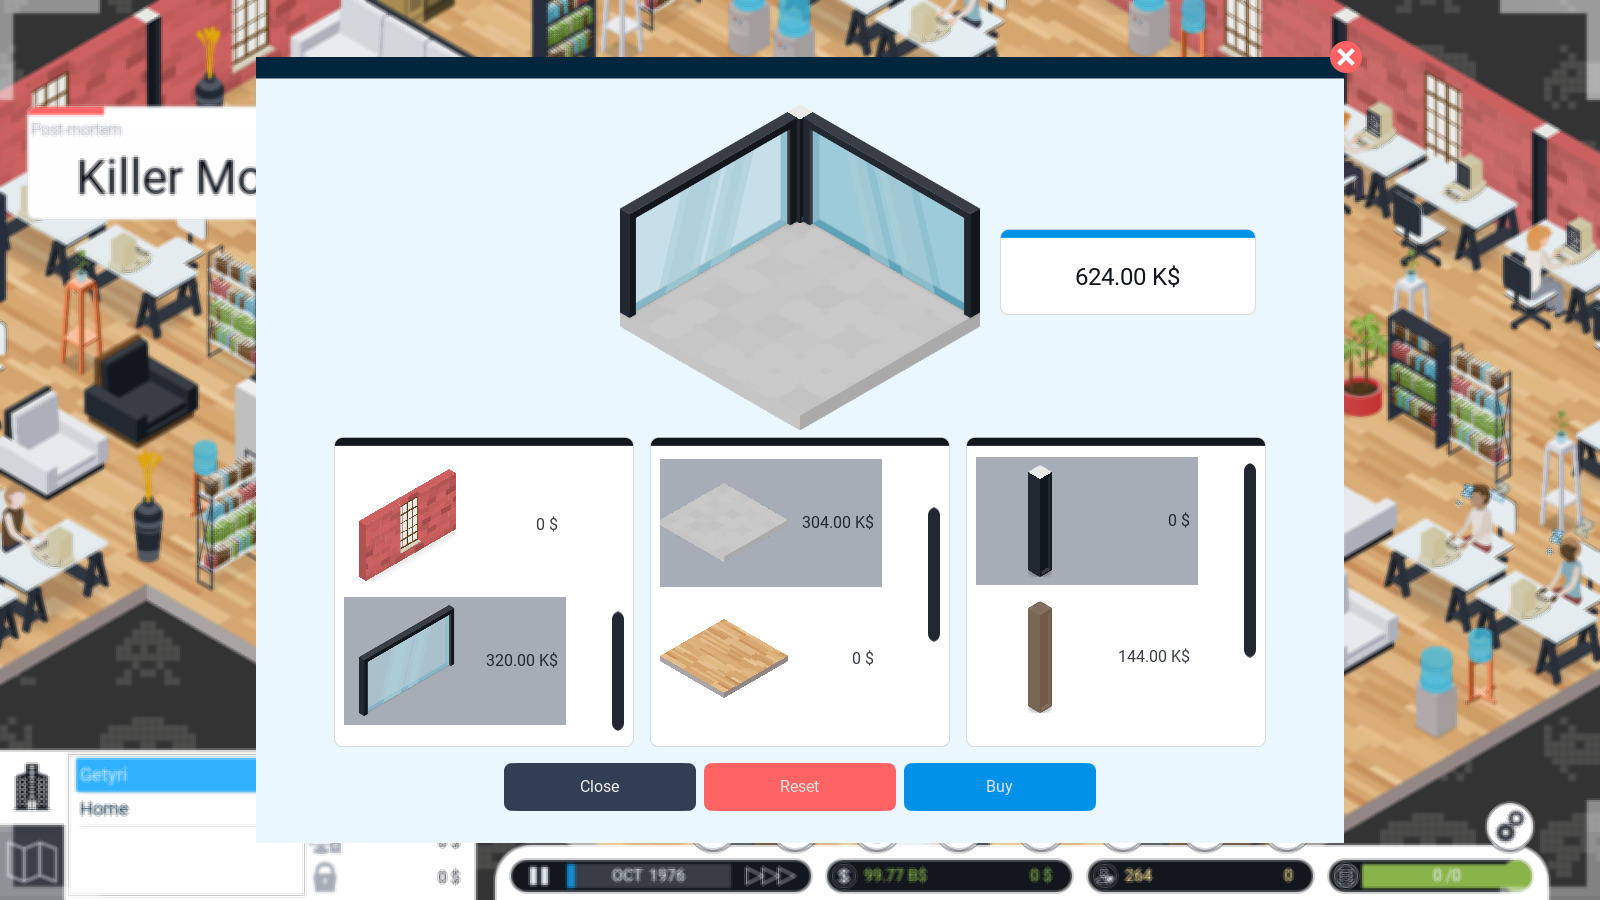 Post-mortem
Killer Mo
624.00 K$
0 $
320.00 K$
304.00 K$
0 $
0 $
144.00 K$
Close
Reset
Buy
Getyri
Home
0 $
0 $
OCT 1976
$
99.77 B$
0 $
264
0
0 /0